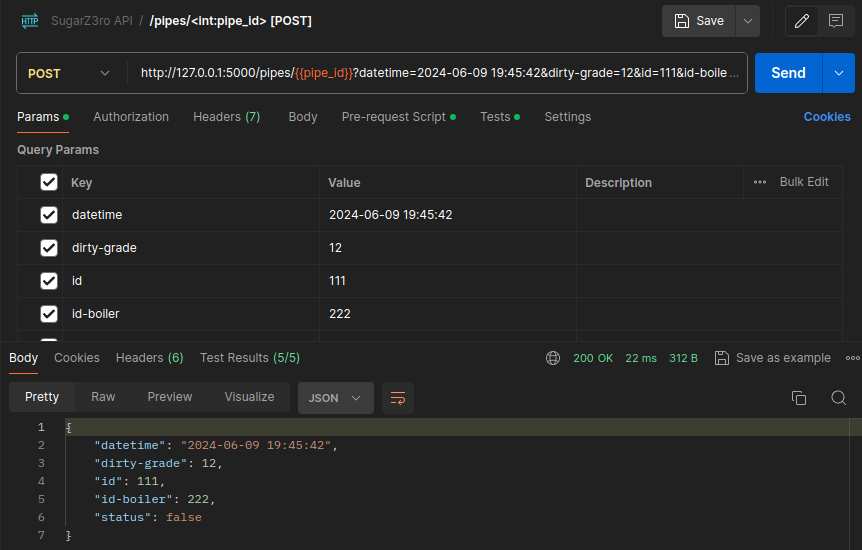 HTTP SugarZ3ro API / /pipes/<int:pipe_id> [POST] Save
POST http://127.0.0.1:5000/pipes/{{pipe_id}}?datetime=2024-06-09 19:45:42&dirty-grade=12&id=111&id-boile ... Send
Params Authorization Headers (7) Body Pre-request Script Tests Settings Cookies
Query Params
Key Value Description ••• Bulk Edit
datetime 2024-06-09 19:45:42
dirty-grade 12
id 111
id-boiler 222
Body Cookies Headers (6) Test Results (5/5) 200 OK 22 ms 312 B Save as example •••
Pretty Raw Preview Visualize JSON
1 {
2 "datetime": "2024-06-09 19:45:42",
3 "dirty-grade": 12,
4 "id": 111,
5 "id-boiler": 222,
6 "status": false
7 }